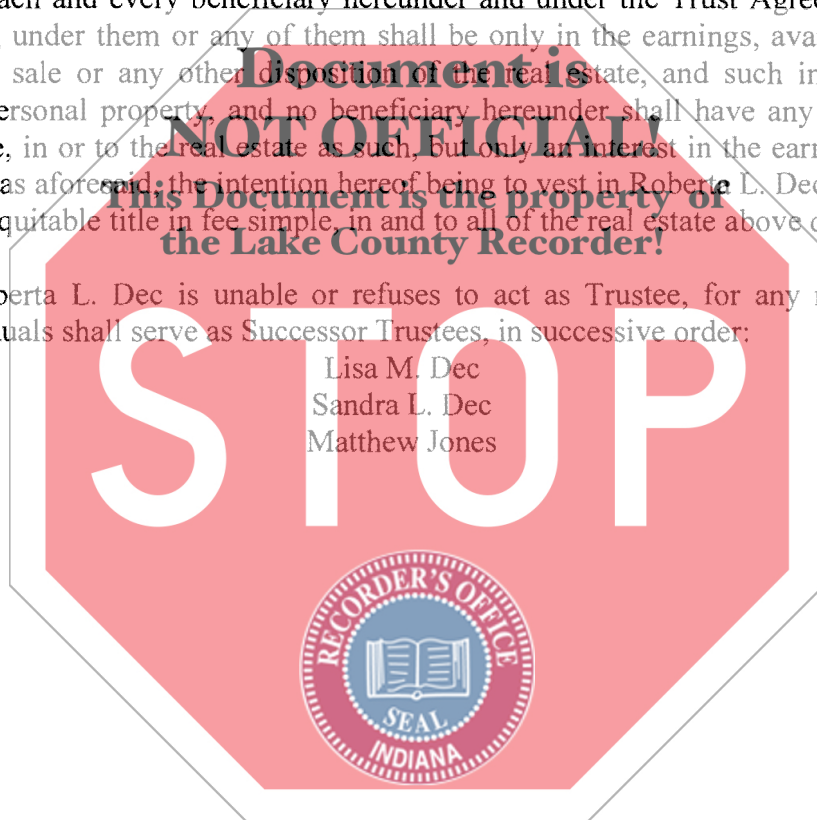 ach and every beneficiary hereunder and under the Trust Agre
under them or any of them shall be only in the earnings, ava
Document is
sale or any other disposition of the real estate, and such in
ersonal property, and no beneficiary hereunder shall have any
NOT OFFICIAL!
e, in or to the real estate as such, but only an interest in the earn
as aforesaid; the intention hereof being to vest in Roberta L. Dec
This Document is the property of
quitable title in fee simple, in and to all of the real estate above d
the Lake County Recorder!
berta L. Dec is unable or refuses to act as Trustee, for any r
uals shall serve as Successor Trustees, in successive order:
STOP
Lisa M. Dec
Sandra L. Dec
Matthew Jones
RECORDER'S OFFICE
SEAL
INDIANA